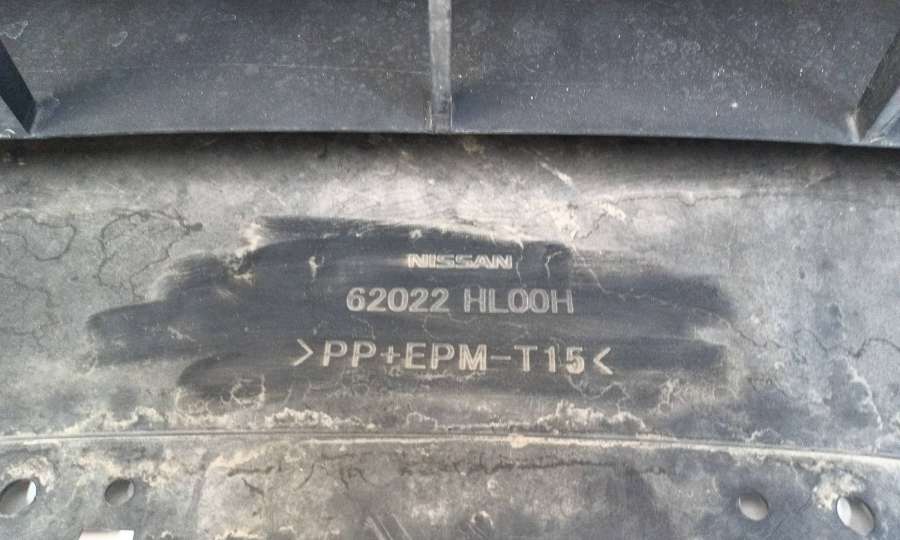 NISSAN
62022 HL00H
>PP+EPM-T15<